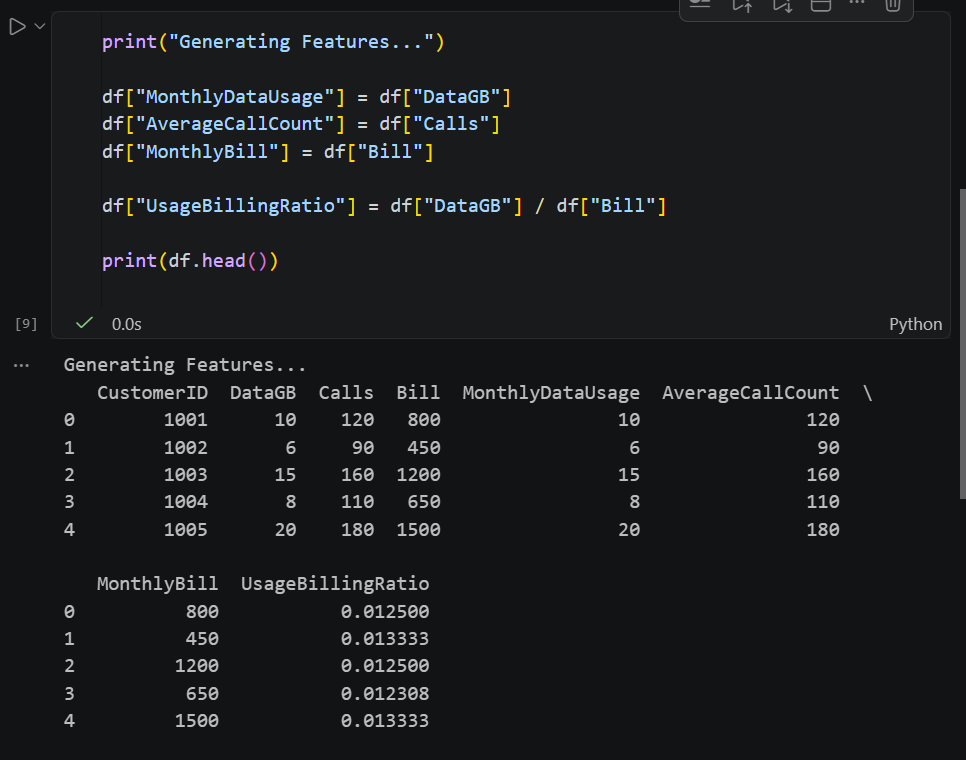 print("Generating Features...")
df["MonthlyDataUsage"] = df["DataGB"]
df["AverageCallCount"] = df["Calls"]
df["MonthlyBill"] = df["Bill"]
df["UsageBillingRatio"] = df["DataGB"] / df["Bill"]
print(df.head())
[9] 0.0s Python
... Generating Features...
CustomerID DataGB Calls Bill MonthlyDataUsage AverageCallCount \
0 1001 10 120 800 10 120
1 1002 6 90 450 6 90
2 1003 15 160 1200 15 160
3 1004 8 110 650 8 110
4 1005 20 180 1500 20 180
MonthlyBill UsageBillingRatio
0 800 0.012500
1 450 0.013333
2 1200 0.012500
3 650 0.012308
4 1500 0.013333